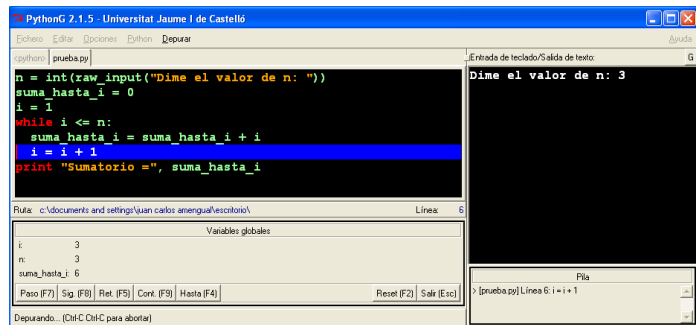 PythonG 2.1.5 - Universitat Jaume I de Castelló
Fichero Editar Opciones Python Depurar Ayuda
<python> prueba.py
n = int(raw_input("Dime el valor de n: "))
suma_hasta_i = 0
i = 1
while i <= n:
  suma_hasta_i = suma_hasta_i + i
  i = i + 1
print "Sumatorio =", suma_hasta_i
Ruta: c:\documents and settings\juan carlos amengual\escritorio\ Línea: 6
Variables globales
i: 3
n: 3
suma_hasta_i: 6
Paso (F7) Sig. (F8) Ret. (F5) Cont. (F9) Hasta (F4) Reset (F2) Salir (Esc)
Depurando... (Ctrl-C Ctrl-C para abortar)
Entrada de teclado/Salida de texto: G
Dime el valor de n: 3
Pila
> [prueba.py] Línea 6: i = i + 1